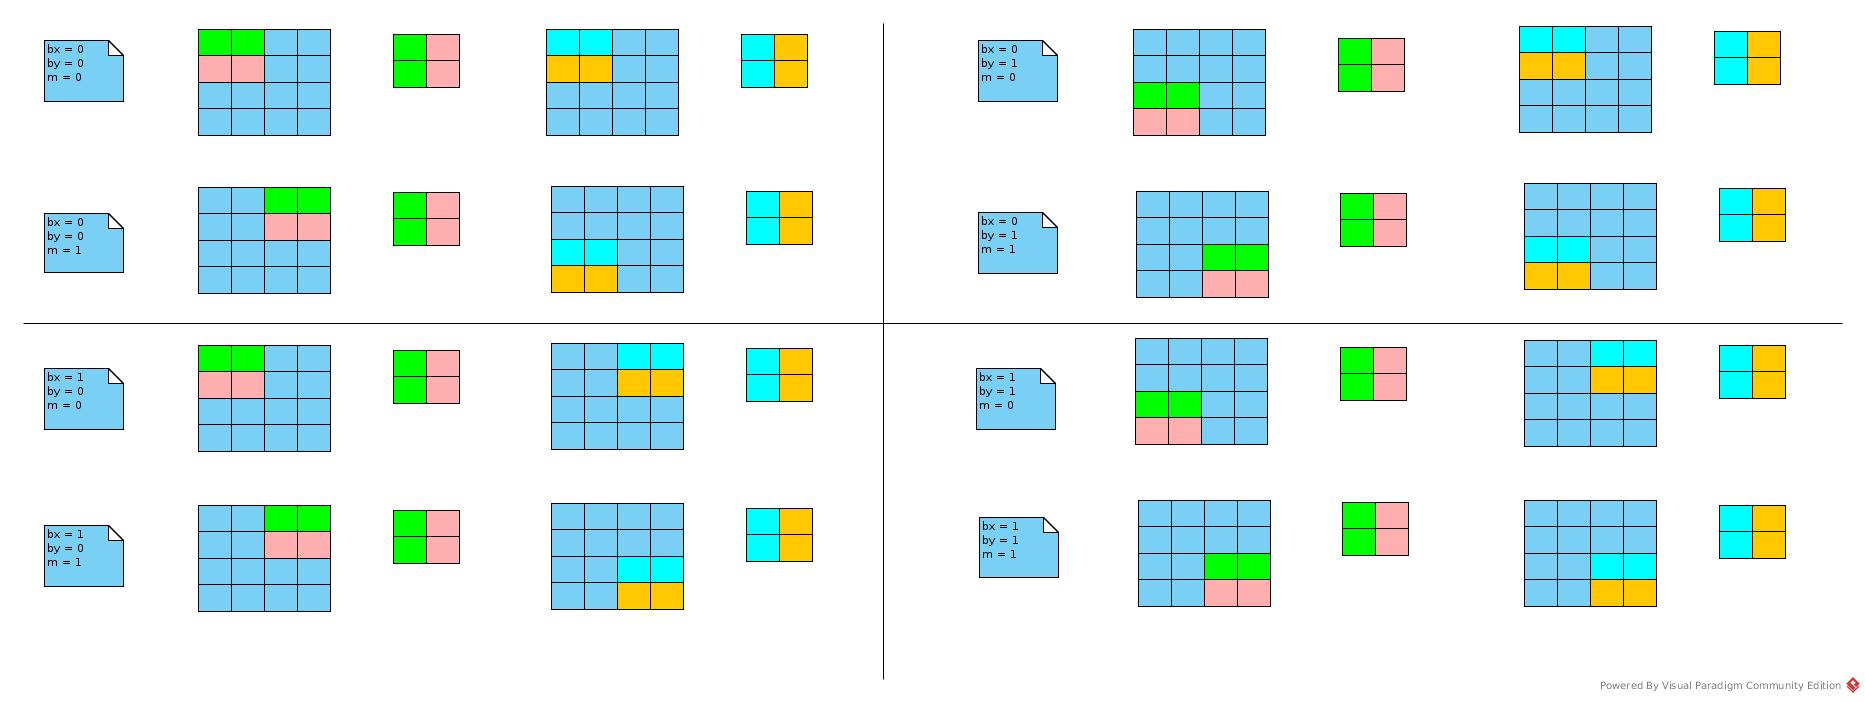 bx = 0
by = 0
m = 0
bx = 0
by = 1
m = 0
bx = 0
by = 0
m = 1
bx = 0
by = 1
m = 1
bx = 1
by = 0
m = 0
bx = 1
by = 1
m = 0
bx = 1
by = 0
m = 1
bx = 1
by = 1
m = 1
Powered By Visual Paradigm Community Edition